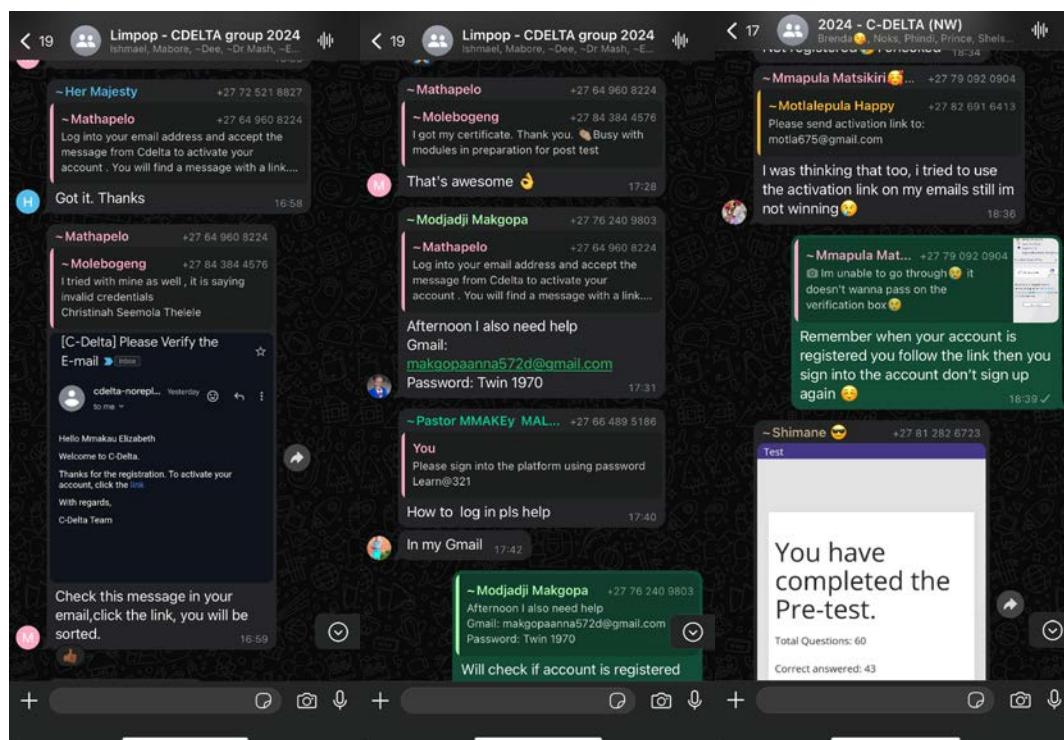 19
Limpop - CDELTA group 2024
Ishmael, Mabore, ~Dee, ~Dr Mash, ~E...
~Her Majesty +27 72 521 8827
~Mathapelo +27 64 960 8224
Log into your email address and accept the
message from Cdelta to activate your
account . You will find a message with a link....
Got it. Thanks
16:58
~Mathapelo +27 64 960 8224
~Molebogeng +27 84 384 4576
I tried with mine as well , it is saying
invalid credentials
Christinah Seemola Thelele
[C-Delta] Please Verify the
E-mail Inbox
cdelta-norepl... Yesterday
to me
Hello Mmakau Elizabeth
Welcome to C-Delta.
Thanks for the registration. To activate your
account, click the link
With regards,
C-Delta Team
Check this message in your
email,click the link, you will be
sorted.
16:59
19
Limpop - CDELTA group 2024
Ishmael, Mabore, ~Dee, ~Dr Mash, ~E...
~Mathapelo +27 64 960 8224
~Molebogeng +27 84 384 4576
I got my certificate. Thank you. 👏🏽Busy with
modules in preparation for post test
That's awesome 👌
17:28
~Modjadji Makgopa +27 76 240 9803
~Mathapelo +27 64 960 8224
Log into your email address and accept the
message from Cdelta to activate your
account . You will find a message with a link....
Afternoon I also need help
Gmail:
makgopaanna572d@gmail.com
Password: Twin 1970
17:31
~Pastor MMAKEy MAL... +27 66 489 5186
You
Please sign into the platform using password
Learn@321
How to log in pls help
17:40
In my Gmail 17:42
~Modjadji Makgopa +27 76 240 9803
Afternoon I also need help
Gmail: makgopaanna572d@gmail.com
Password: Twin 1970
Will check if account is registered
17
2024 - C-DELTA (NW)
Brenda😘, Noks, Phindi, Prince, Shels...
18:34
~Mmapula Matsikiri🥰... +27 79 092 0904
~Motlalepula Happy +27 82 691 6413
Please send activation link to:
motla675@gmail.com
I was thinking that too, i tried to use
the activation link on my emails still im
not winning😢
18:36
~Mmapula Mat... +27 79 092 0904
📷 Im unable to go through😢 it
doesn't wanna pass on the
verification box😢
Remember when your account is
registered you follow the link then you
sign into the account don't sign up
again ☺️
18:39
~Shimane 😎 +27 81 282 6723
Test
You have
completed the
Pre-test.
Total Questions: 60
Correct answered: 43